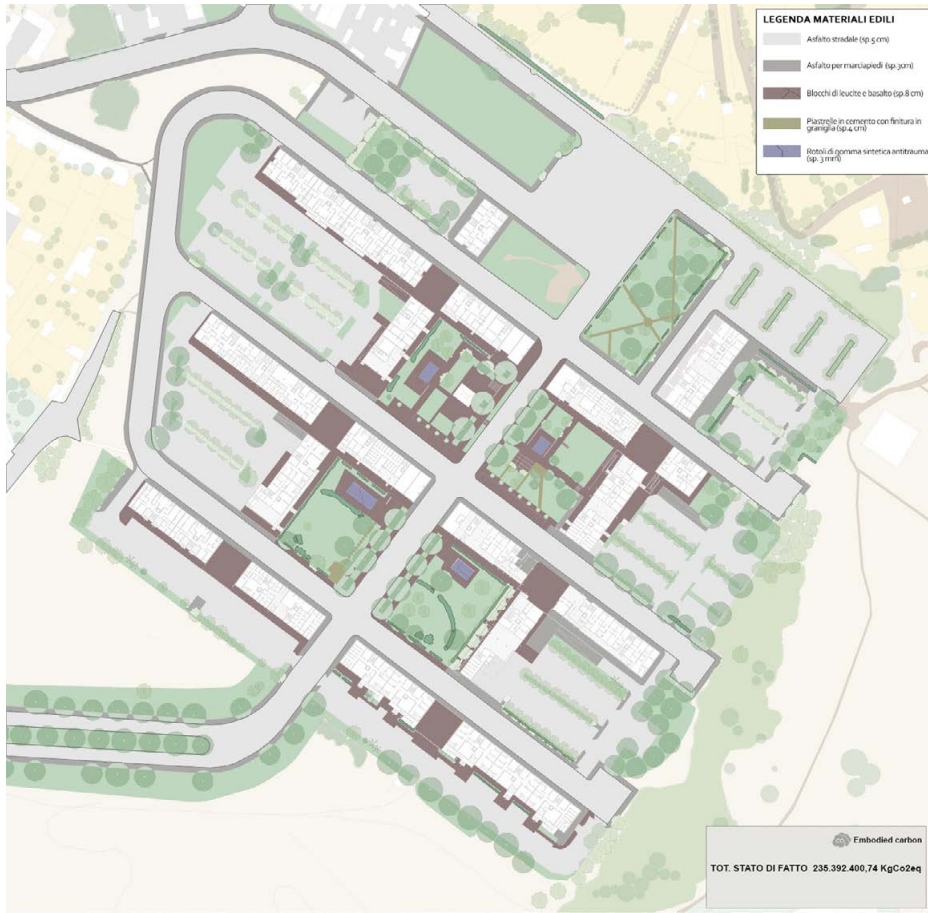 LEGENDA MATERIALI EDILI
Asfalto stradale (sp.5 cm)
Asfalto per marciapiedi (sp.3cm)
Blocchi di leucite e basalto (sp.8 cm)
Piastrelle in cemento con finitura in
graniglia (sp.4 cm)
Rotoli di gomma sintetica antitrauma
(sp. 3 mm)
Embodied carbon
TOT. STATO DI FATTO 235.392.400,74 KgCo2eq